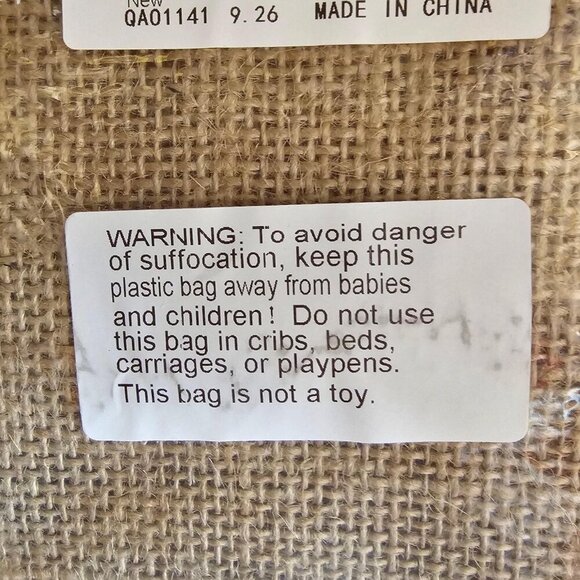 New
QA01141 9.26 MADE IN CHINA
WARNING: To avoid danger
of suffocation, keep this
plastic bag away from babies
and children! Do not use
this bag in cribs, beds,
carriages, or playpens.
This bag is not a toy.